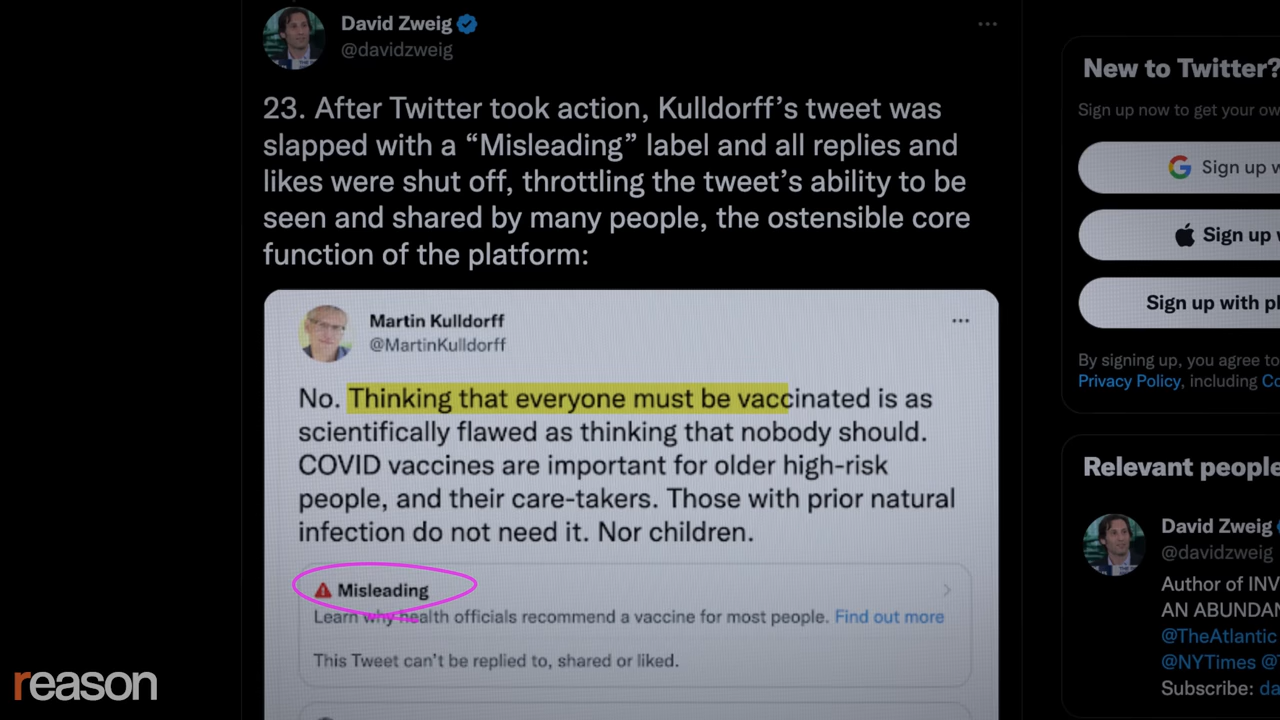 David Zweig
@davidzweig
23. After Twitter took action, Kulldorff’s tweet was
slapped with a “Misleading” label and all replies and
likes were shut off, throttling the tweet’s ability to be
seen and shared by many people, the ostensible core
function of the platform:
Martin Kulldorff
@MartinKulldorff
No. Thinking that everyone must be vaccinated is as
scientifically flawed as thinking that nobody should.
COVID vaccines are important for older high-risk
people, and their care-takers. Those with prior natural
infection do not need it. Nor children.
Misleading
Learn why health officials recommend a vaccine for most people. Find out more
This Tweet can’t be replied to, shared or liked.
New to Twitter?
Sign up now to get your ow
Sign up w
Sign up
Sign up with pl
By signing up, you agree to
Privacy Policy, including Co
Relevant people
David Zweig
@davidzweig
Author of INV
AN ABUNDAN
@TheAtlantic
@NYTimes @
Subscribe: da
reason